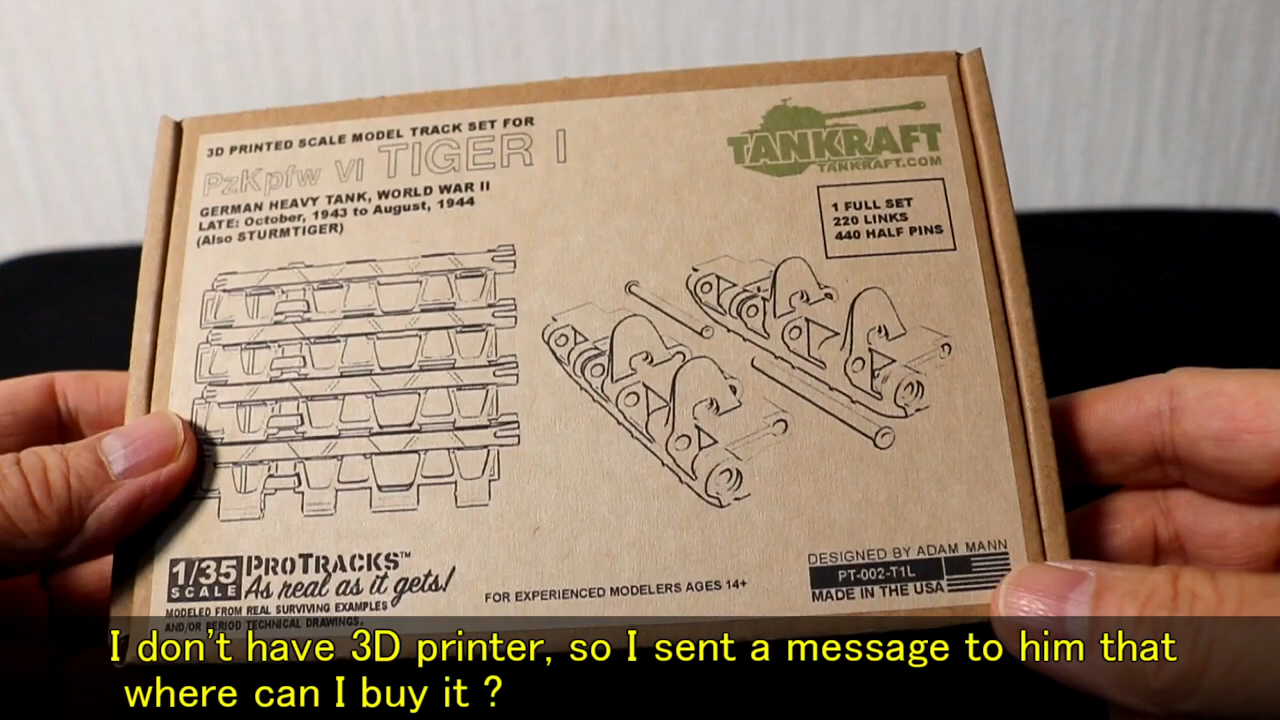 3D PRINTED SCALE MODEL TRACK SET FOR
PzKpfw VI TIGER I
GERMAN HEAVY TANK, WORLD WAR II
LATE: October, 1943 to August, 1944
(Also STURMTIGER)
TANKRAFT
TANKRAFT.COM
1 FULL SET
220 LINKS
440 HALF PINS
1/35
SCALE
PROTRACKS™
As real as it gets!
MODELED FROM REAL SURVIVING EXAMPLES
AND/OR PERIOD TECHNICAL DRAWINGS.
FOR EXPERIENCED MODELERS AGES 14+
DESIGNED BY ADAM MANN
PT-002-T1L
MADE IN THE USA
I don't have 3D printer, so I sent a message to him that
where can I buy it ?